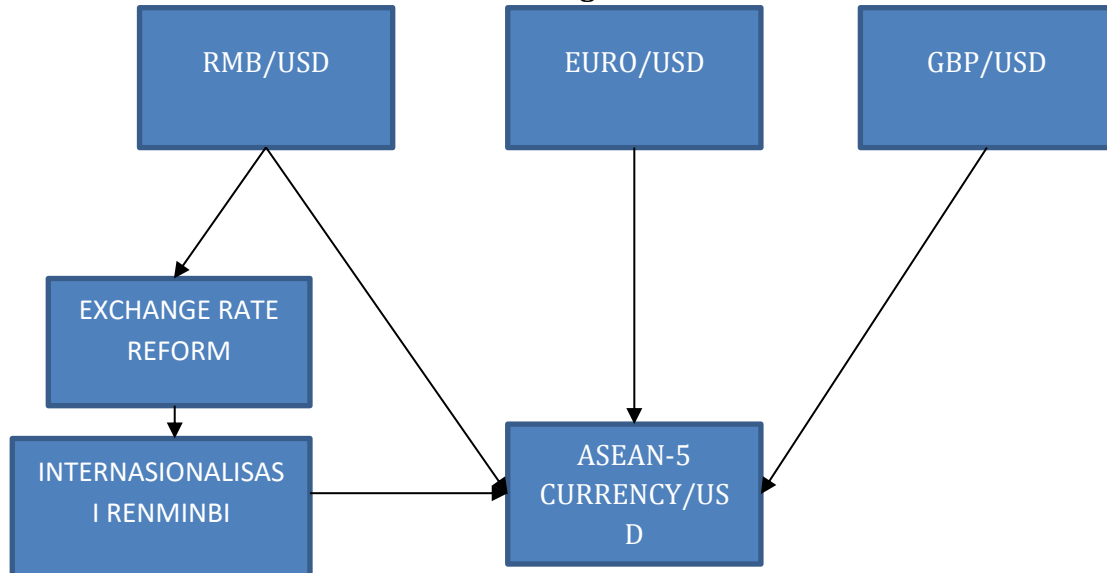 RMB/USD
EURO/USD
GBP/USD
EXCHANGE RATE
REFORM
INTERNASIONALISAS
I RENMINBI
ASEAN-5
CURRENCY/US
D